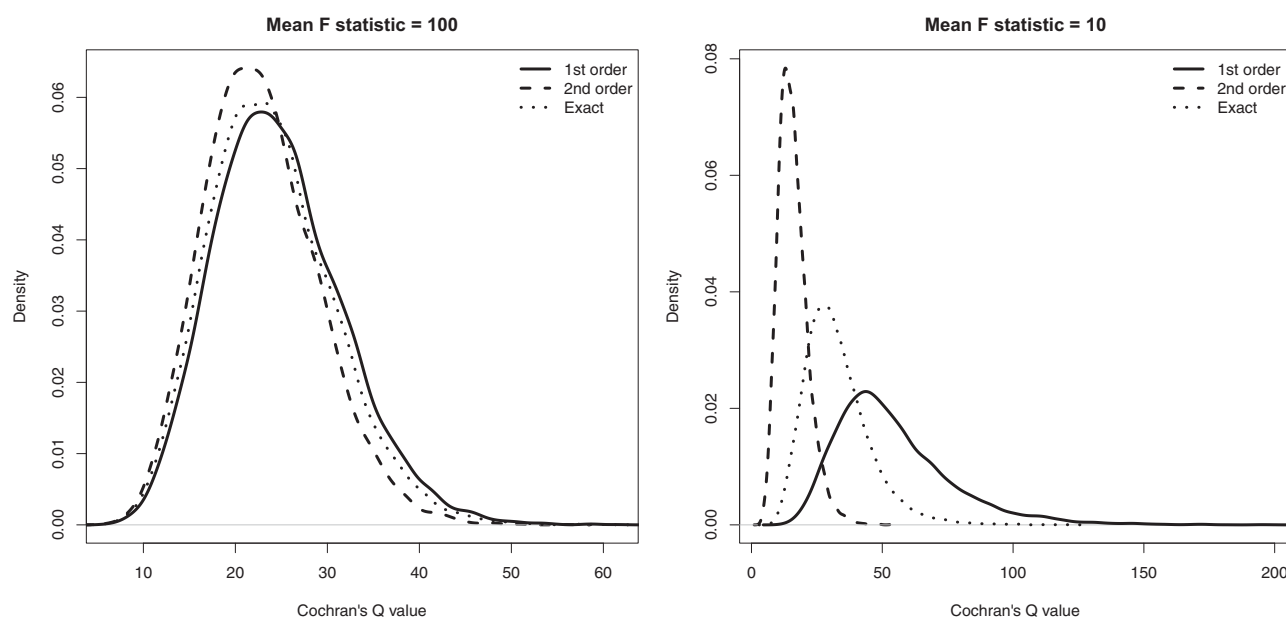 Mean F statistic = 100
1st order
2nd order
Exact
Density
0.00
0.01
0.02
0.03
0.04
0.05
0.06
10
20
30
40
50
60
Cochran's Q value
Mean F statistic = 10
1st order
2nd order
Exact
Density
0.00
0.02
0.04
0.06
0.08
0
50
100
150
200
Cochran's Q value